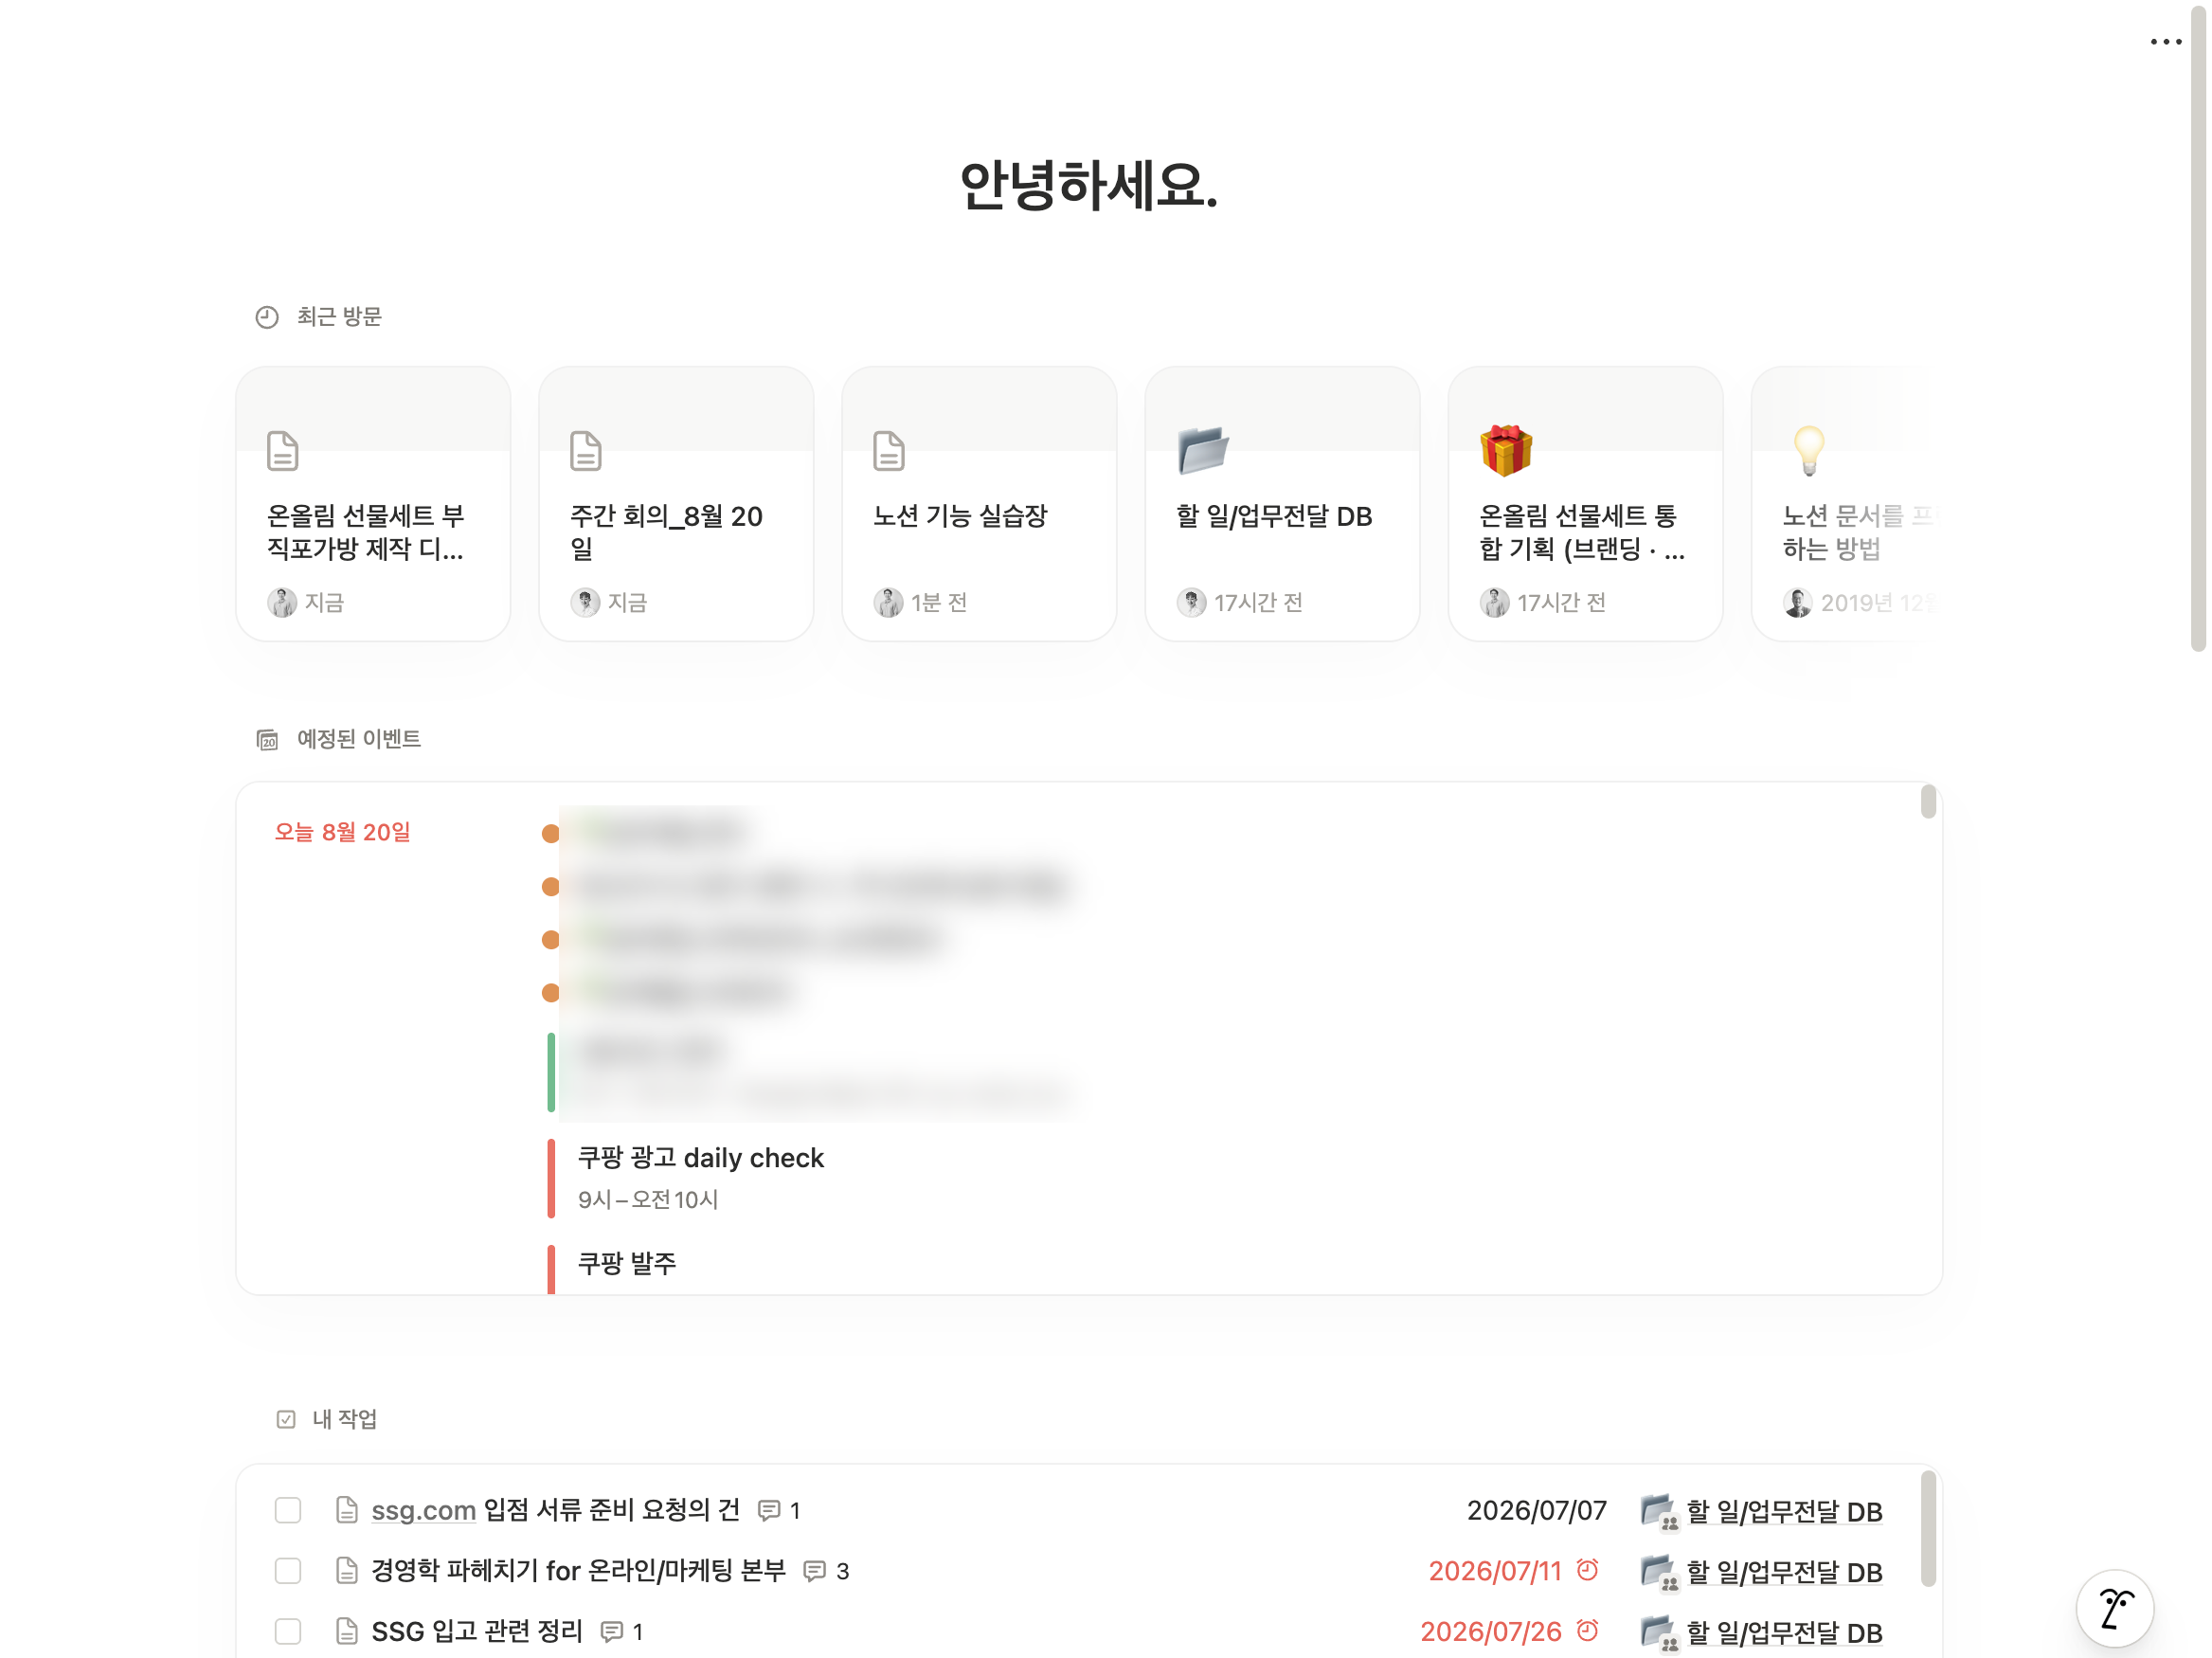 안녕하세요.
최근 방문
온올림 선물세트 부
직포가방 제작 디...
지금
주간 회의_8월 20
일
지금
노션 기능 실습장
1분 전
할 일/업무전달 DB
17시간 전
온올림 선물세트 통
합 기획 (브랜딩 · ...
17시간 전
노션 문서를
하는 방법
2019년
20
예정된 이벤트
오늘 8월 20일
쿠팡 광고 daily check
9시 – 오전 10시
쿠팡 발주
내 작업
ssg.com 입점 서류 준비 요청의 건 1 2026/07/07 할 일/업무전달 DB
경영학 파헤치기 for 온라인/마케팅 본부 3 2026/07/11 할 일/업무전달 DB
SSG 입고 관련 정리 1 2026/07/26 할 일/업무전달 DB